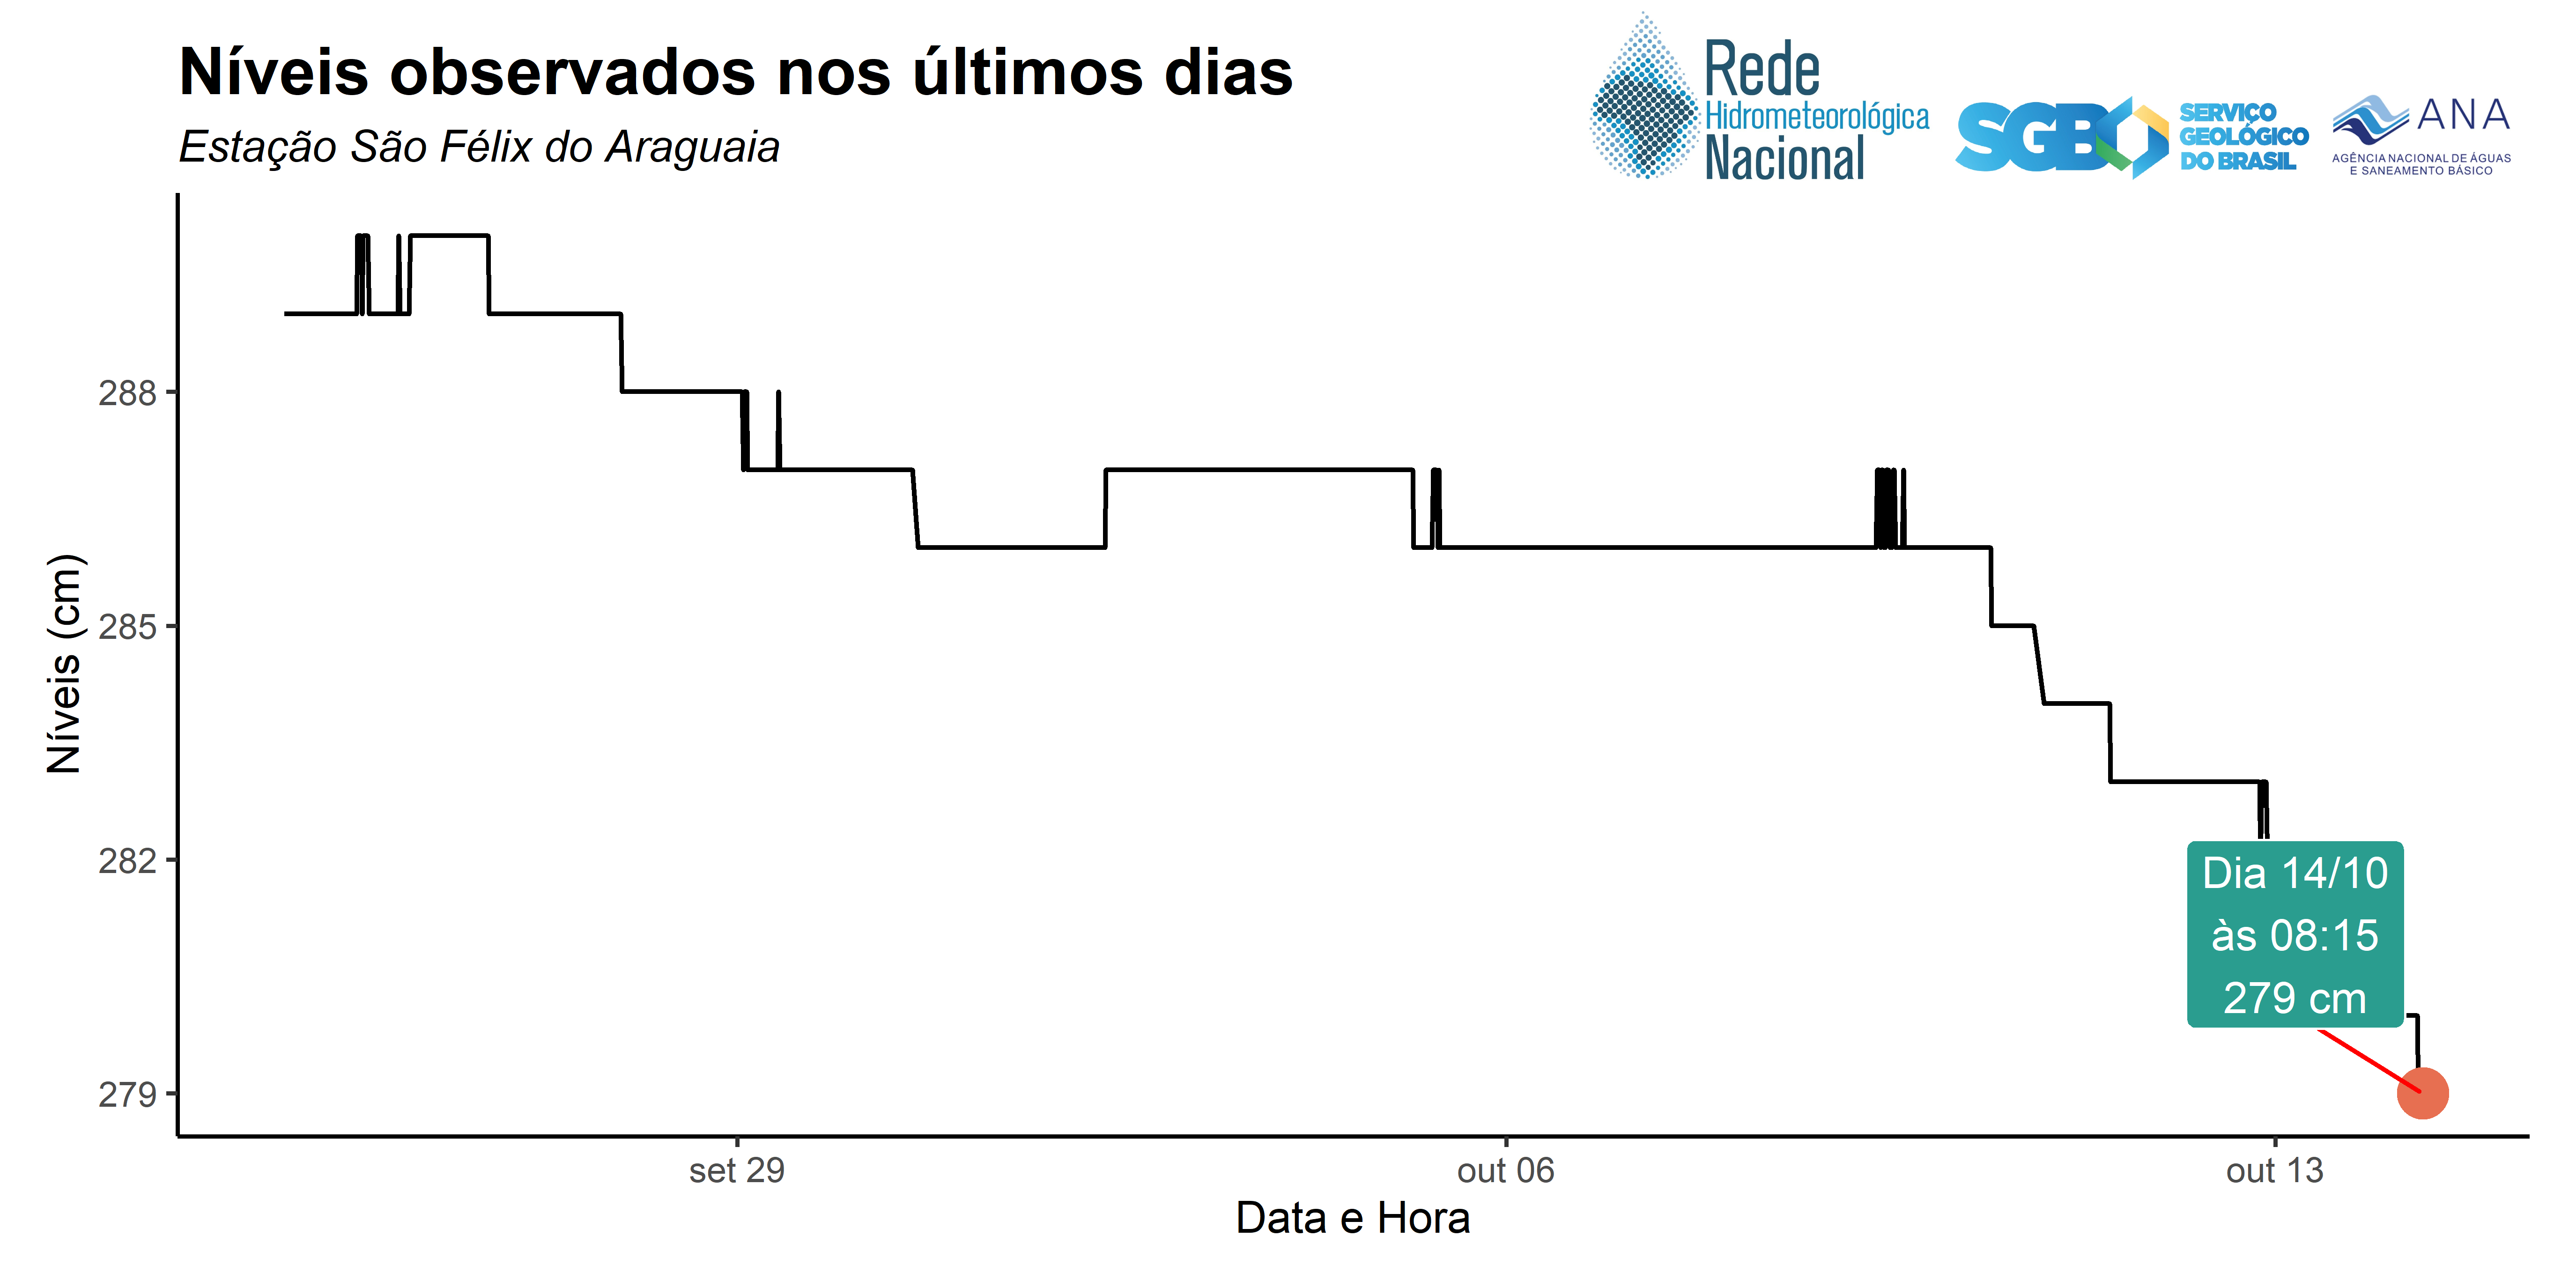 Níveis observados nos últimos dias
Estação São Félix do Araguaia
Rede
Hidrometeorológica
Nacional
SGB
SERVIÇO
GEOLÓGICO
DO BRASIL
ANA
AGÊNCIA NACIONAL DE ÁGUAS
E SANEAMENTO BÁSICO
Níveis (cm)
288
285
282
279
Dia 14/10
às 08:15
279 cm
set 29
out 06
out 13
Data e Hora